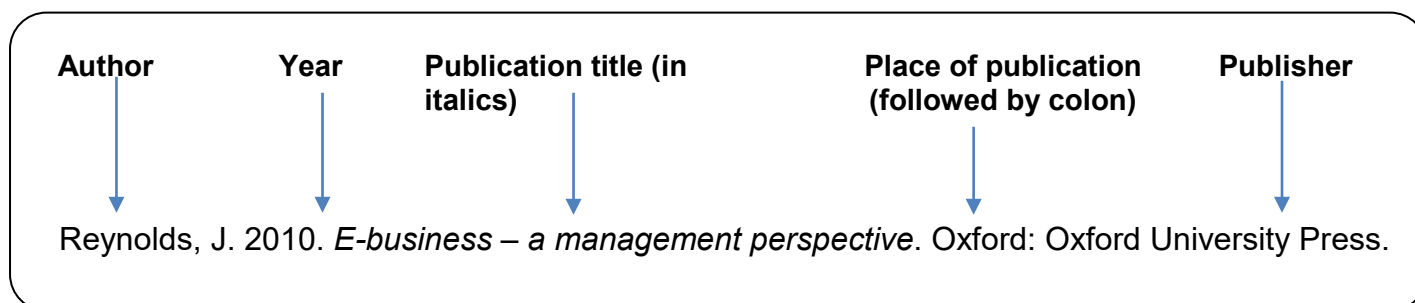 Author Year Publication title (in italics) Place of publication (followed by colon) Publisher
Reynolds, J. 2010. E-business – a management perspective. Oxford: Oxford University Press.